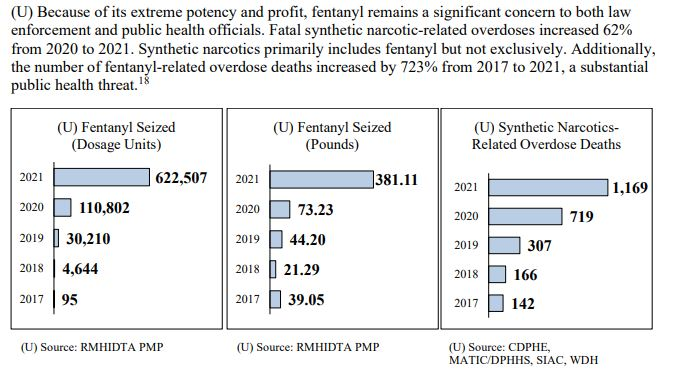 (U) Because of its extreme potency and profit, fentanyl remains a significant concern to both law
enforcement and public health officials. Fatal synthetic narcotic-related overdoses increased 62%
from 2020 to 2021. Synthetic narcotics primarily includes fentanyl but not exclusively. Additionally,
the number of fentanyl-related overdose deaths increased by 723% from 2017 to 2021, a substantial
public health threat.18
(U) Fentanyl Seized
(Dosage Units)
2021 622,507
2020 110,802
2019 30,210
2018 4,644
2017 95
(U) Source: RMHIDTA PMP
(U) Fentanyl Seized
(Pounds)
2021 381.11
2020 73.23
2019 44.20
2018 21.29
2017 39.05
(U) Source: RMHIDTA PMP
(U) Synthetic Narcotics-
Related Overdose Deaths
2021 1,169
2020 719
2019 307
2018 166
2017 142
(U) Source: CDPHE,
MATIC/DPHHS, SIAC, WDH